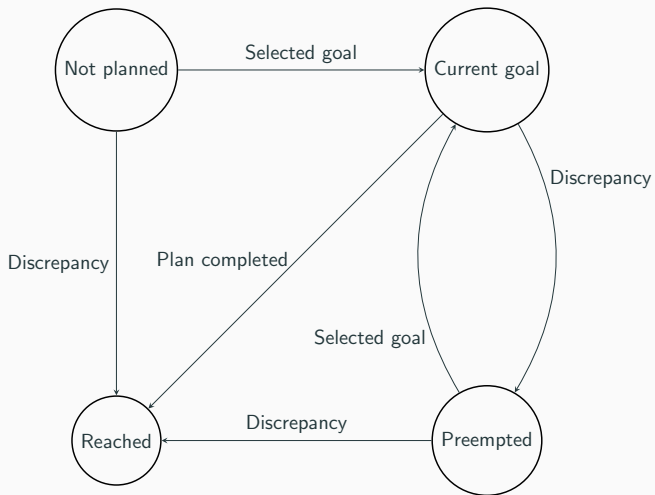 Selected goal
Not planned
Current goal
Discrepancy
Discrepancy
Plan completed
Selected goal
Discrepancy
Reached
Preempted